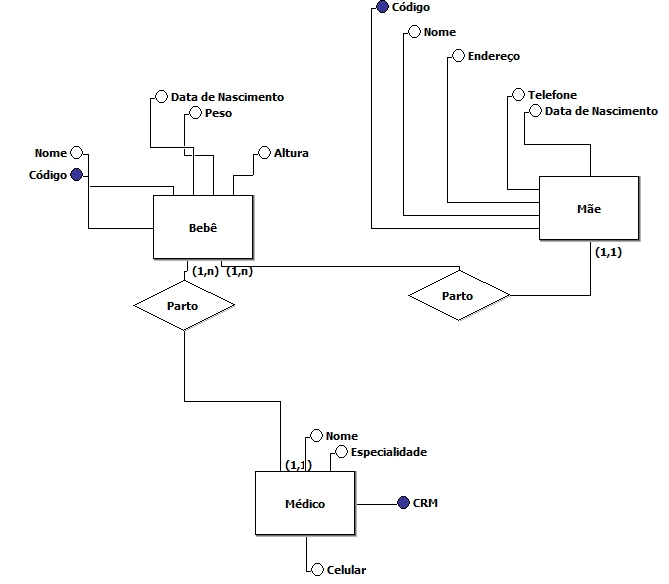 Código
Nome
Endereço
Data de Nascimento
Telefone
Peso
Data de Nascimento
Nome
Altura
Código
Mãe
Bebê
(1,1)
(1,n)
(1,n)
Parto
Parto
Nome
Especialidade
(1,1)
Médico
CRM
Celular